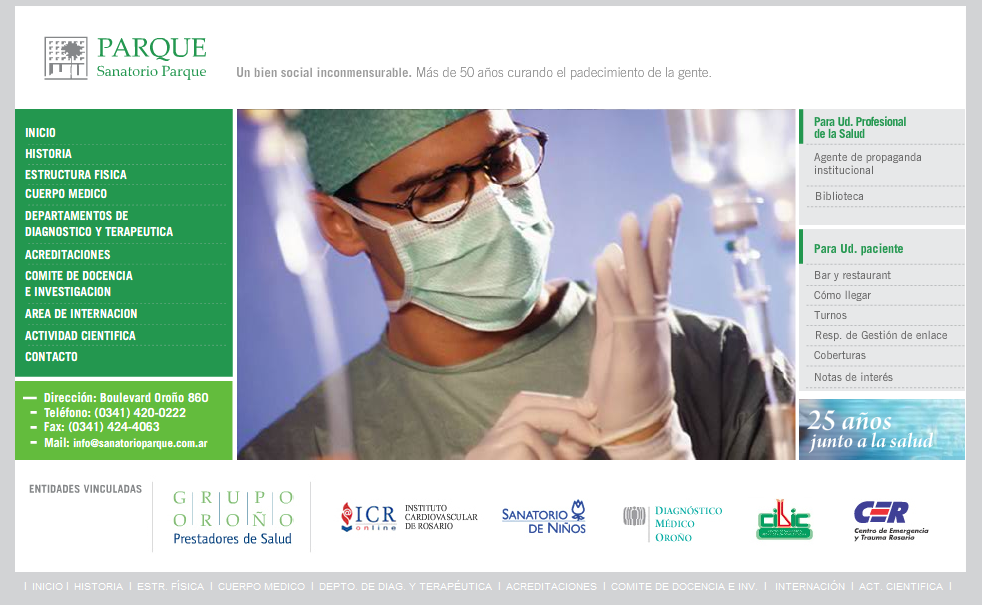 PARQUE
Sanatorio Parque
Un bien social inconmensurable. Más de 50 años curando el padecimiento de la gente.
INICIO
HISTORIA
ESTRUCTURA FISICA
CUERPO MEDICO
DEPARTAMENTOS DE
DIAGNOSTICO Y TERAPEUTICA
ACREDITACIONES
COMITE DE DOCENCIA
E INVESTIGACION
AREA DE INTERNACION
ACTIVIDAD CIENTIFICA
CONTACTO
Dirección: Boulevard Oroño 860
Teléfono: (0341) 420-0222
Fax: (0341) 424-4063
Mail: info@sanatorioparque.com.ar
Para Ud. Profesional
de la Salud
Agente de propaganda
institucional
Biblioteca
Para Ud. paciente
Bar y restaurant
Cómo llegar
Turnos
Resp. de Gestión de enlace
Coberturas
Notas de interés
25 años
junto a la salud
ENTIDADES VINCULADAS
GRUPO
OROÑO
Prestadores de Salud
ICR
online
INSTITUTO
CARDIOVASCULAR
DE ROSARIO
SANATORIO
DE NIÑOS
DIAGNÓSTICO
MÉDICO
OROÑO
CILIC
CER
Centro de Emergencia
y Trauma Rosario
| INICIO | HISTORIA | ESTR. FÍSICA | CUERPO MEDICO | DEPTO. DE DIAG. Y TERAPÉUTICA | ACREDITACIONES | COMITE DE DOCENCIA E INV. | INTERNACIÓN | ACT. CIENTIFICA |